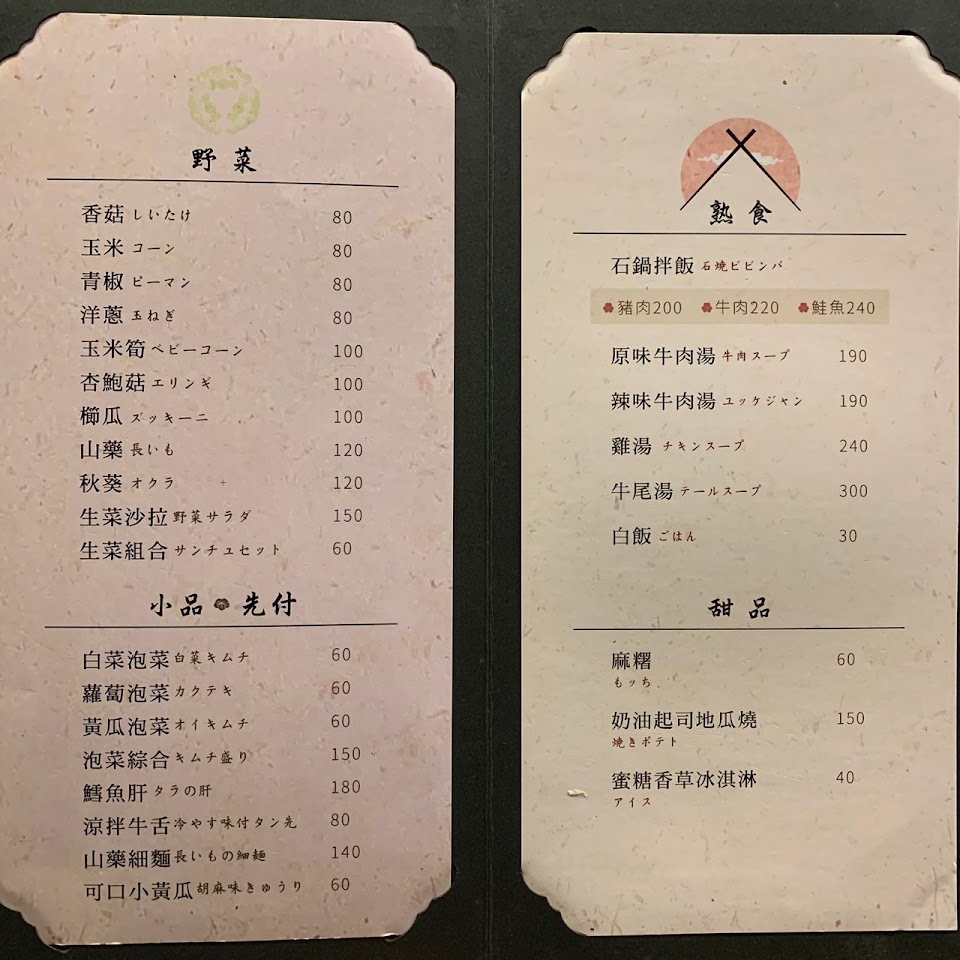 野菜
香菇 しいたけ 80
玉米 コーン 80
青椒 ピーマン 80
洋蔥 玉ねぎ 80
玉米筍 ベビーコーン 100
杏鮑菇 エリンギ 100
櫛瓜 ズッキーニ 100
山藥 長いも 120
秋葵 オクラ 120
生菜沙拉 野菜サラダ 150
生菜組合 サンチュセット 60
小品 先付
白菜泡菜 白菜キムチ 60
蘿蔔泡菜 カクテキ 60
黃瓜泡菜 オイキムチ 60
泡菜綜合 キムチ盛り 150
鱈魚肝 タラの肝 180
涼拌牛舌 冷やす味付タン先 80
山藥細麵 長いもの細麺 140
可口小黃瓜 胡麻味きゅうり 60
熟食
石鍋拌飯 石焼ビビンバ
豬肉200 牛肉220 鮭魚240
原味牛肉湯 牛肉スープ 190
辣味牛肉湯 ユッケジャン 190
雞湯 チキンスープ 240
牛尾湯 テールスープ 300
白飯 ごはん 30
甜品
麻糬 60
もッち
奶油起司地瓜燒 150
焼きポテト
蜜糖香草冰淇淋 40
アイス